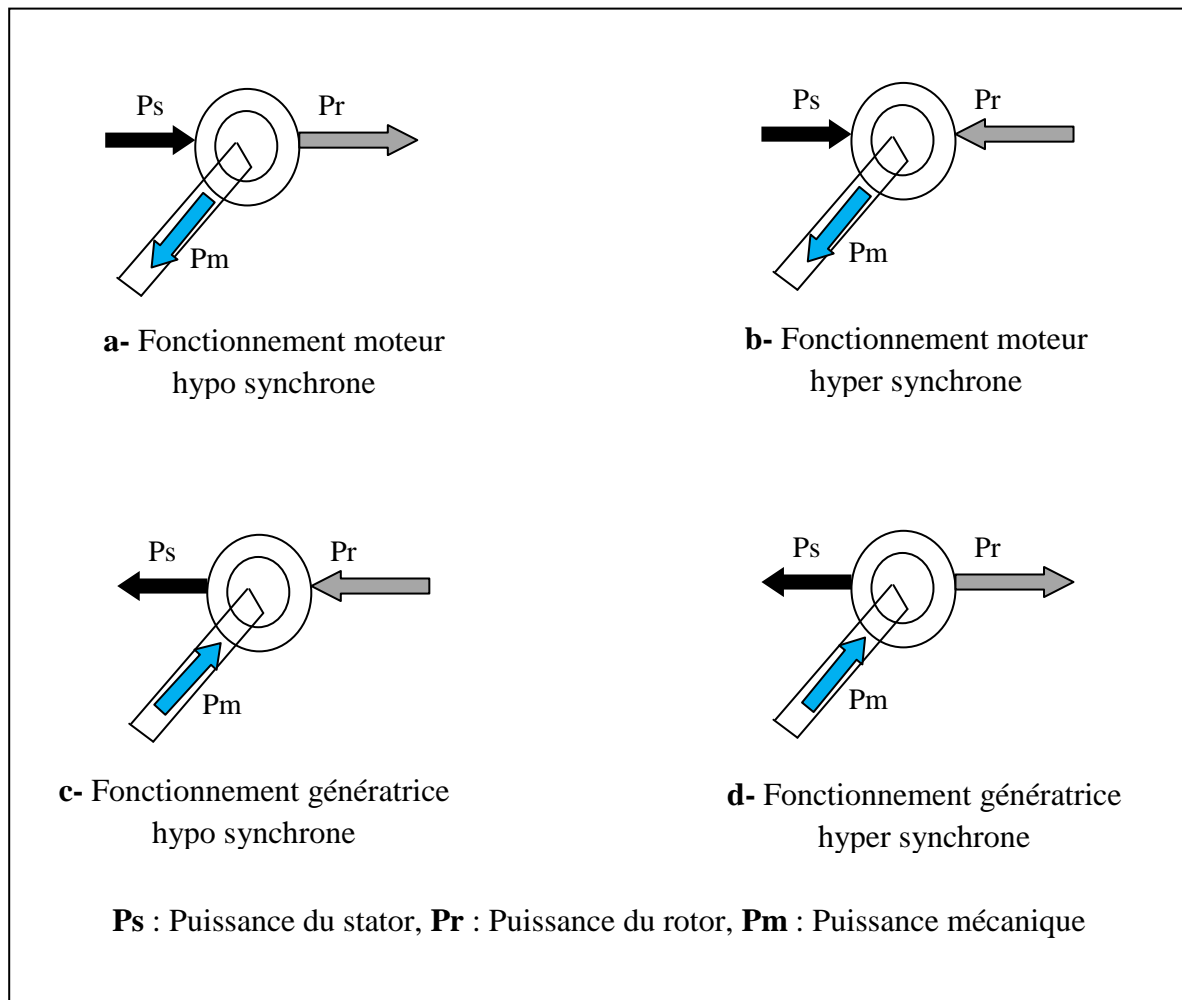 Ps
Pr
Pm
a- Fonctionnement moteur
hypo synchrone
Ps
Pr
Pm
b- Fonctionnement moteur
hyper synchrone
Ps
Pr
Pm
c- Fonctionnement génératrice
hypo synchrone
Ps
Pr
Pm
d- Fonctionnement génératrice
hyper synchrone
Ps : Puissance du stator, Pr : Puissance du rotor, Pm : Puissance mécanique